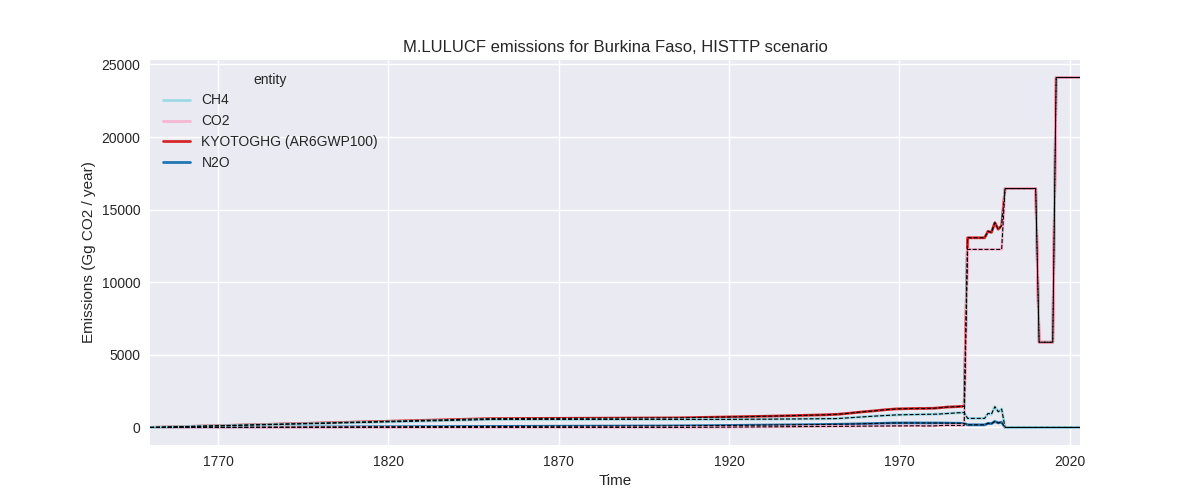 M.LULUCF emissions for Burkina Faso, HISTTP scenario
25000
20000
15000
10000
5000
0
Emissions (Gg CO2 / year)
entity
CH4
CO2
KYOTOGHG (AR6GWP100)
N2O
1770 1820 1870 1920 1970 2020
Time